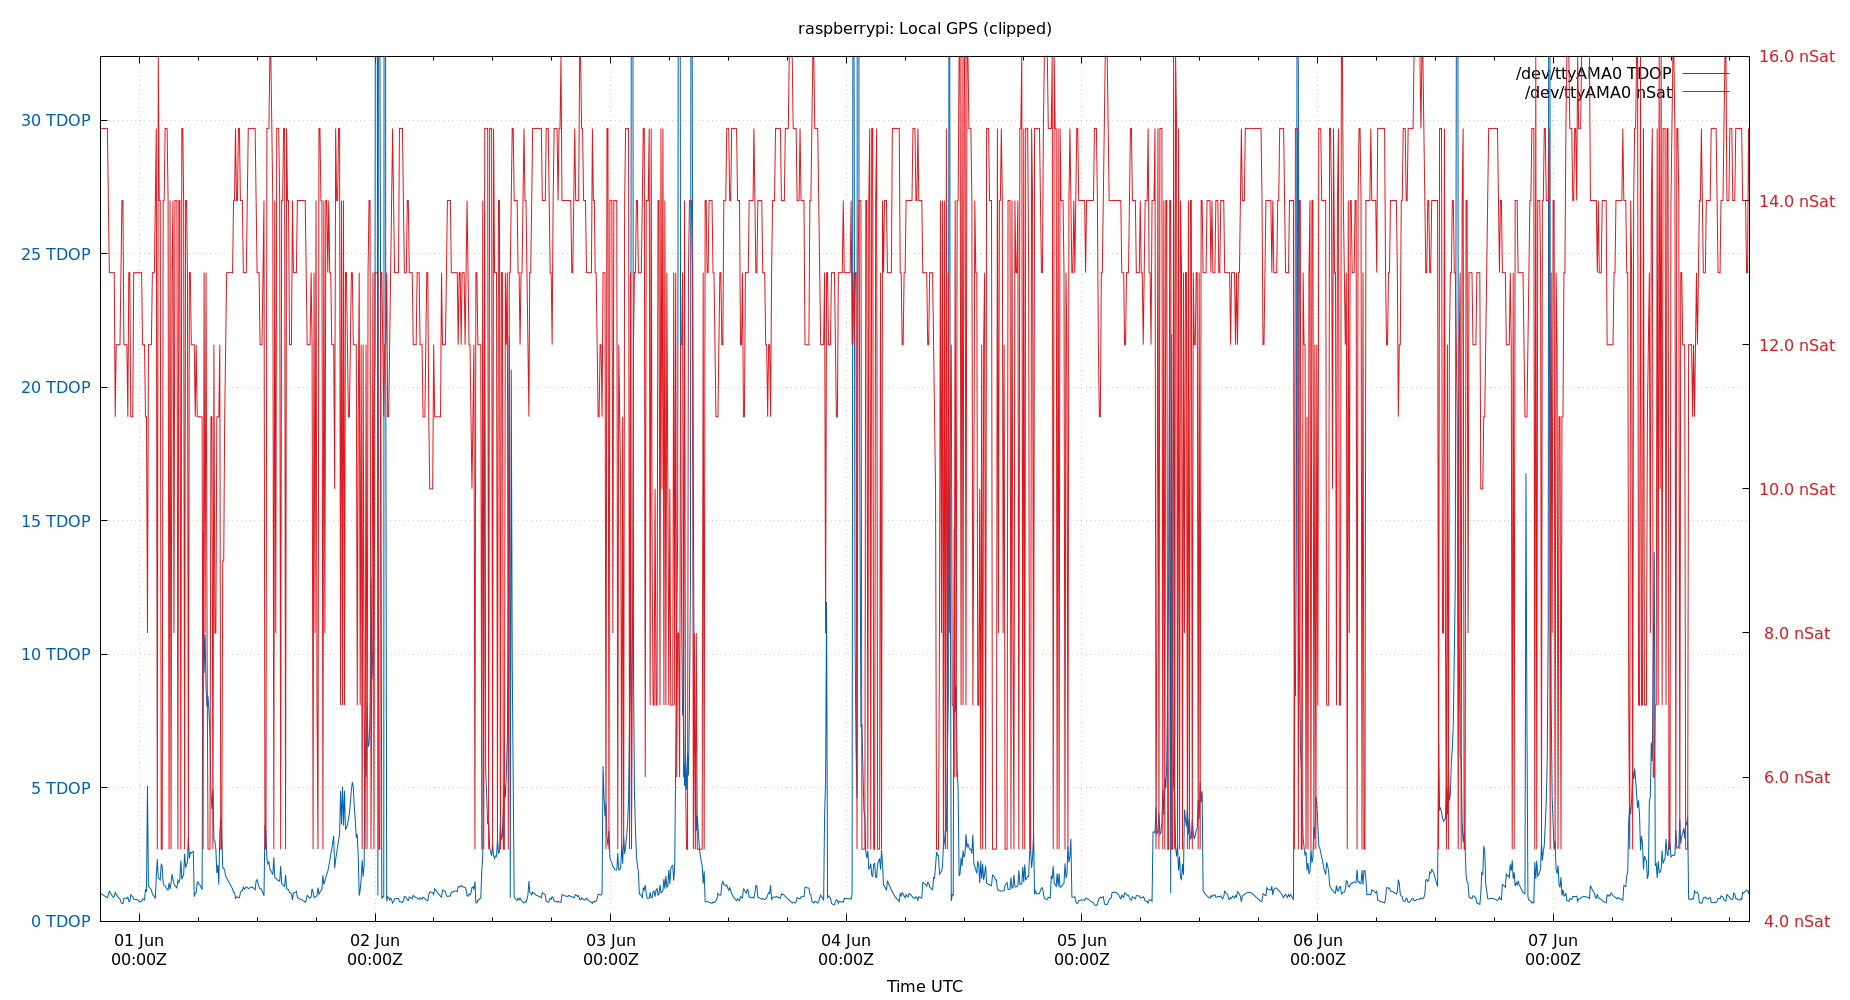 raspberrypi: Local GPS (clipped)
16.0 nSat
/dev/ttyAMA0 TDOP
/dev/ttyAMA0 nSat
30 TDOP
14.0 nSat
25 TDOP
12.0 nSat
20 TDOP
10.0 nSat
15 TDOP
8.0 nSat
10 TDOP
6.0 nSat
5 TDOP
0 TDOP
4.0 nSat
01 Jun 02 Jun 03 Jun 04 Jun 05 Jun 06 Jun 07 Jun
00:00Z 00:00Z 00:00Z 00:00Z 00:00Z 00:00Z 00:00Z
Time UTC